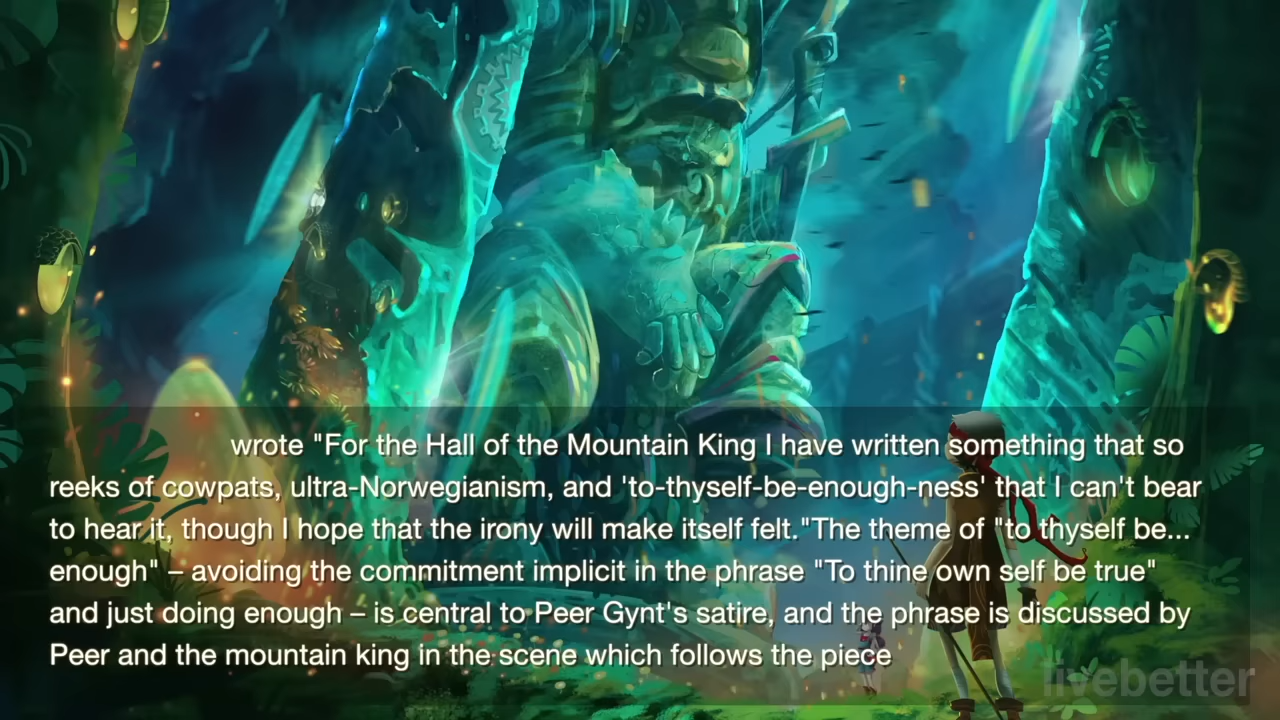 wrote "For the Hall of the Mountain King I have written something that so
reeks of cowpats, ultra-Norwegianism, and 'to-thyself-be-enough-ness' that I can't bear
to hear it, though I hope that the irony will make itself felt."The theme of "to thyself be...
enough" – avoiding the commitment implicit in the phrase "To thine own self be true"
and just doing enough – is central to Peer Gynt's satire, and the phrase is discussed by
Peer and the mountain king in the scene which follows the piece
livebetter